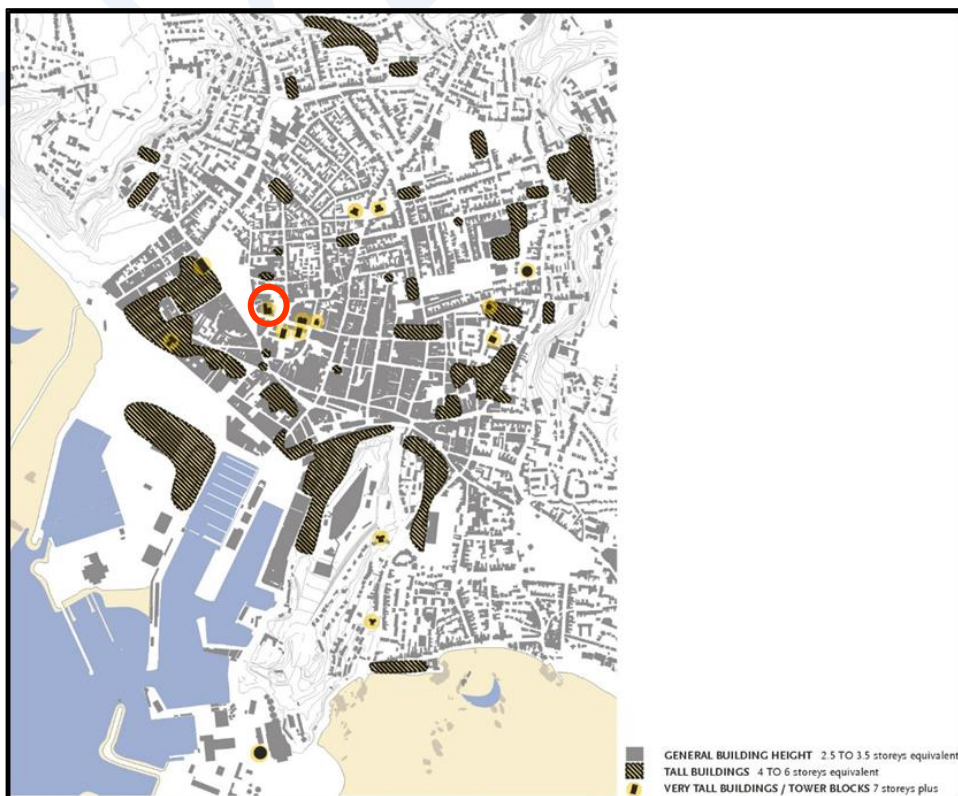 GENERAL BUILDING HEIGHT 2.5 TO 3.5 storeys equivalent
TALL BUILDINGS 4 TO 6 storeys equivalent
VERY TALL BUILDINGS / TOWER BLOCKS 7 storeys plus